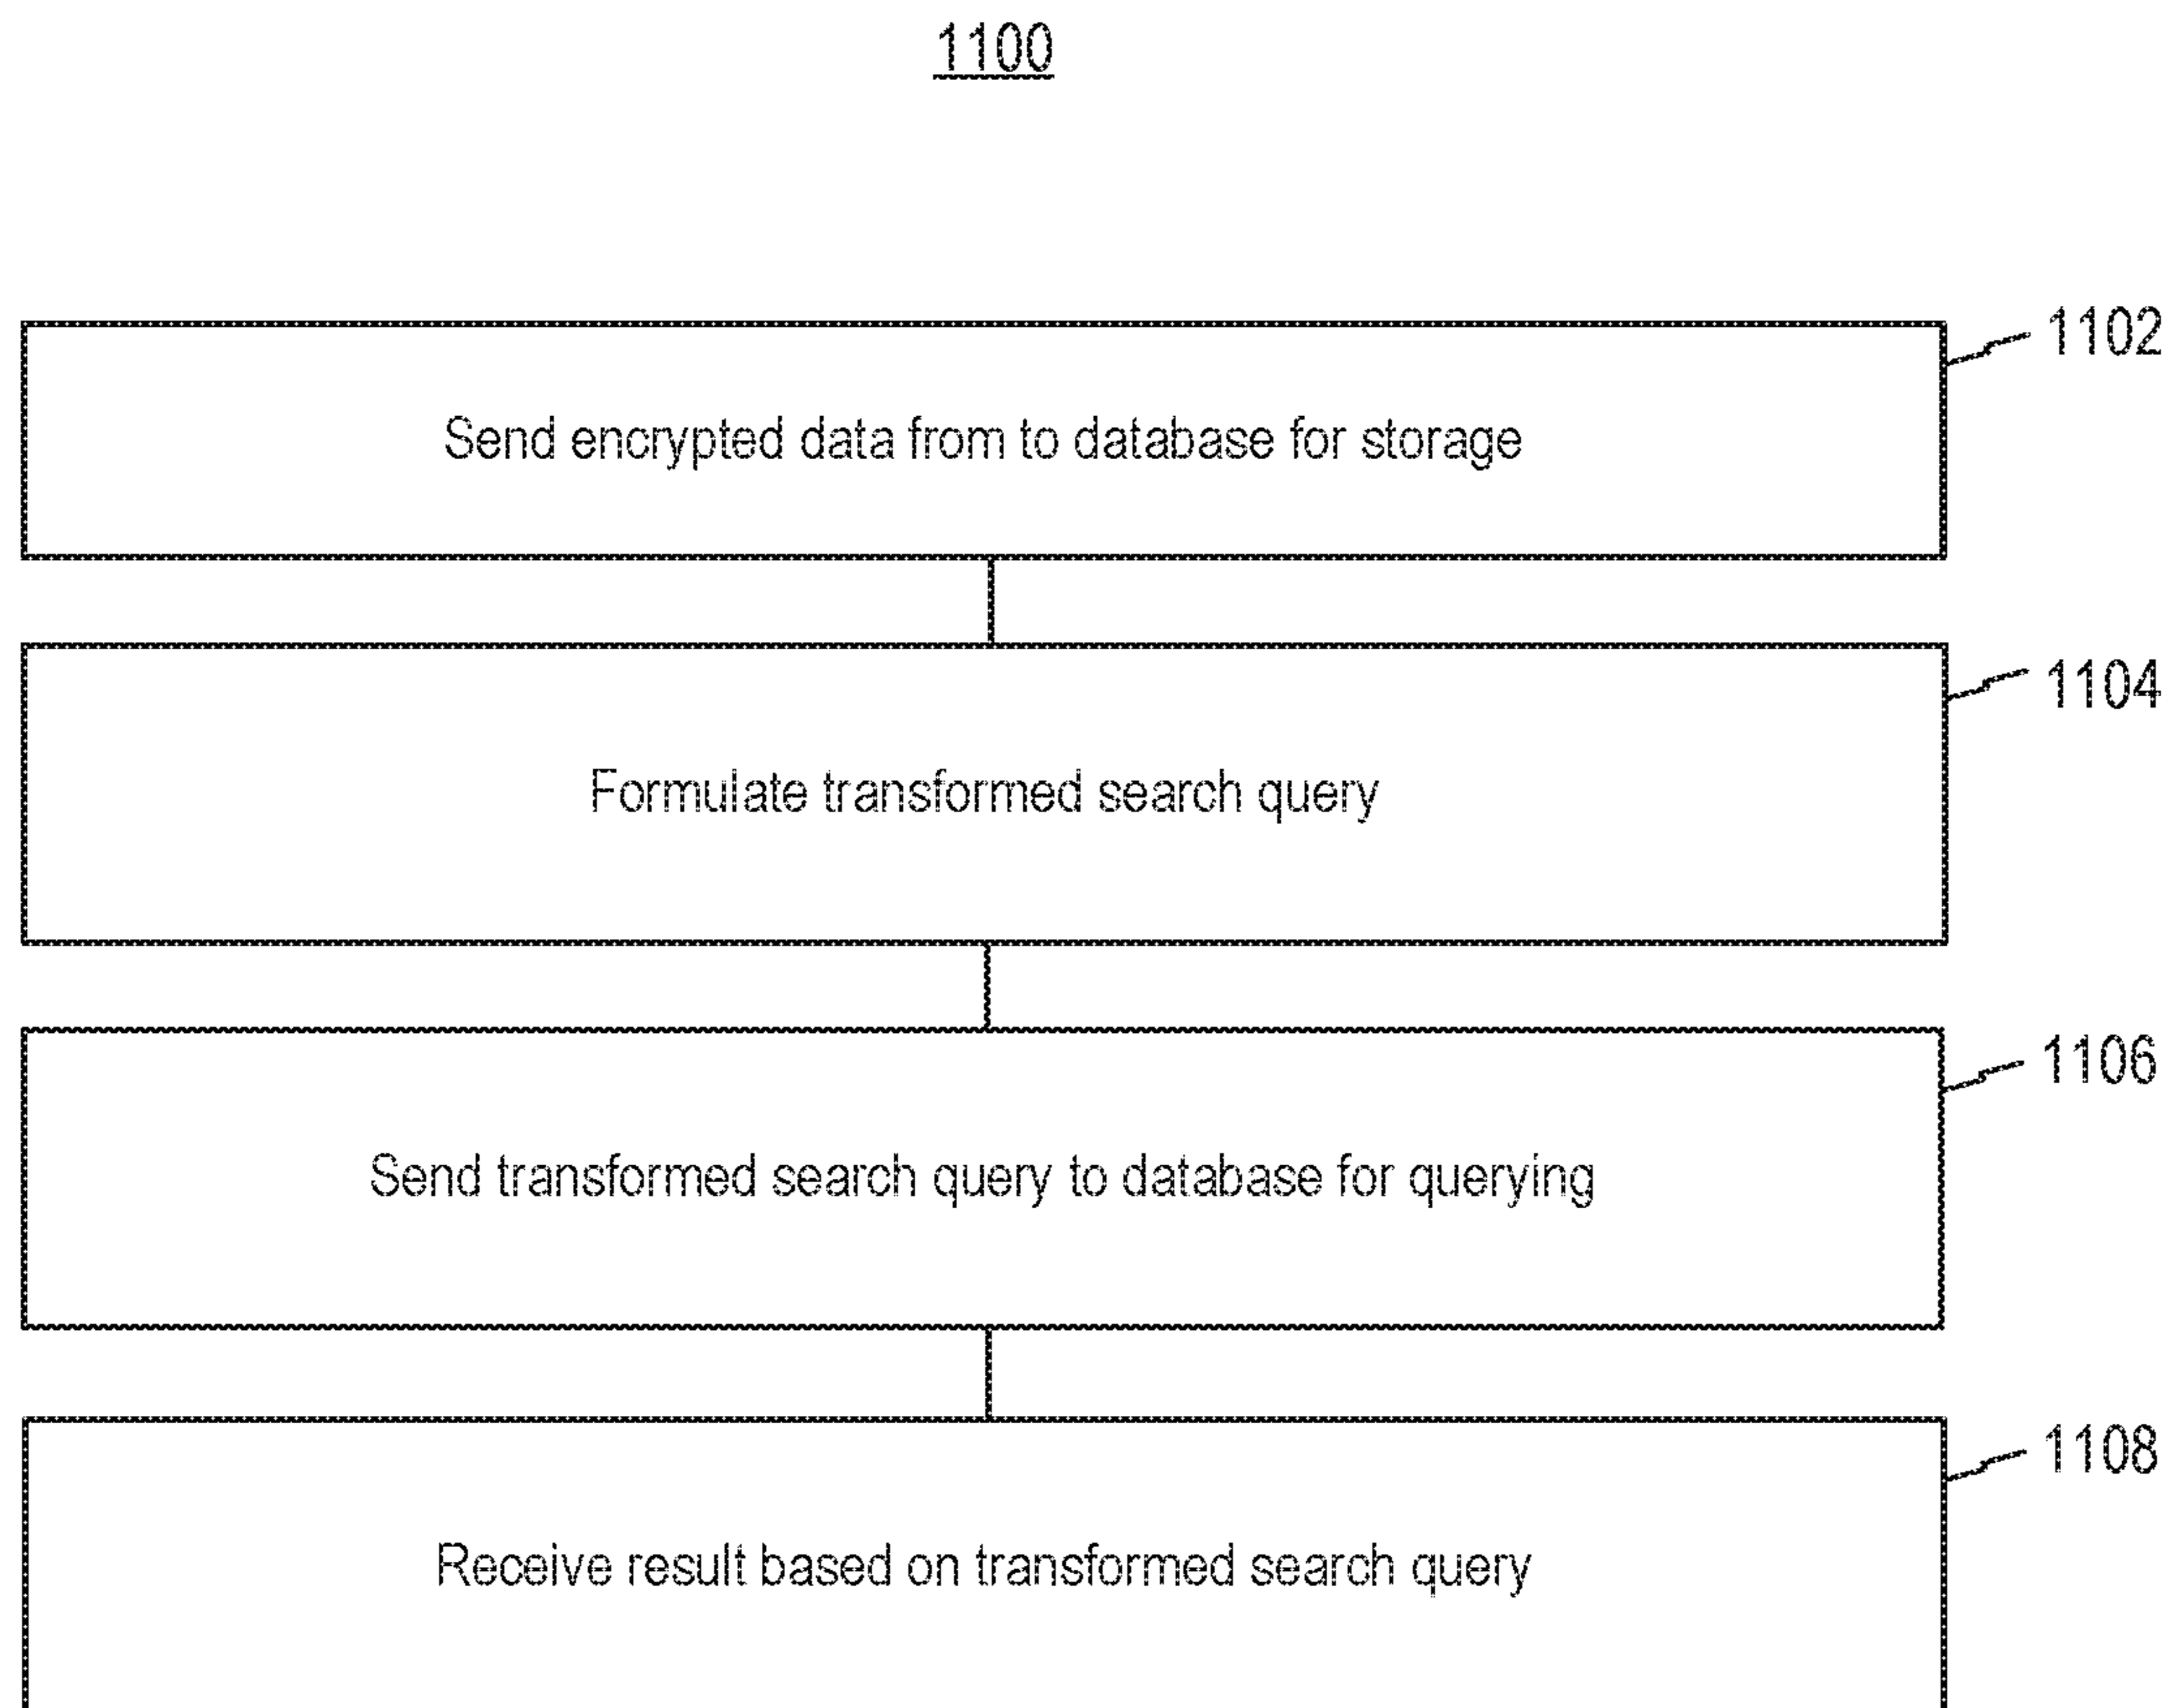 1100
1102
Send encrypted data from to database for storage
1104
Formulate transformed search query
1106
Send transformed search query to database for querying
1108
Receive result based on transformed search query